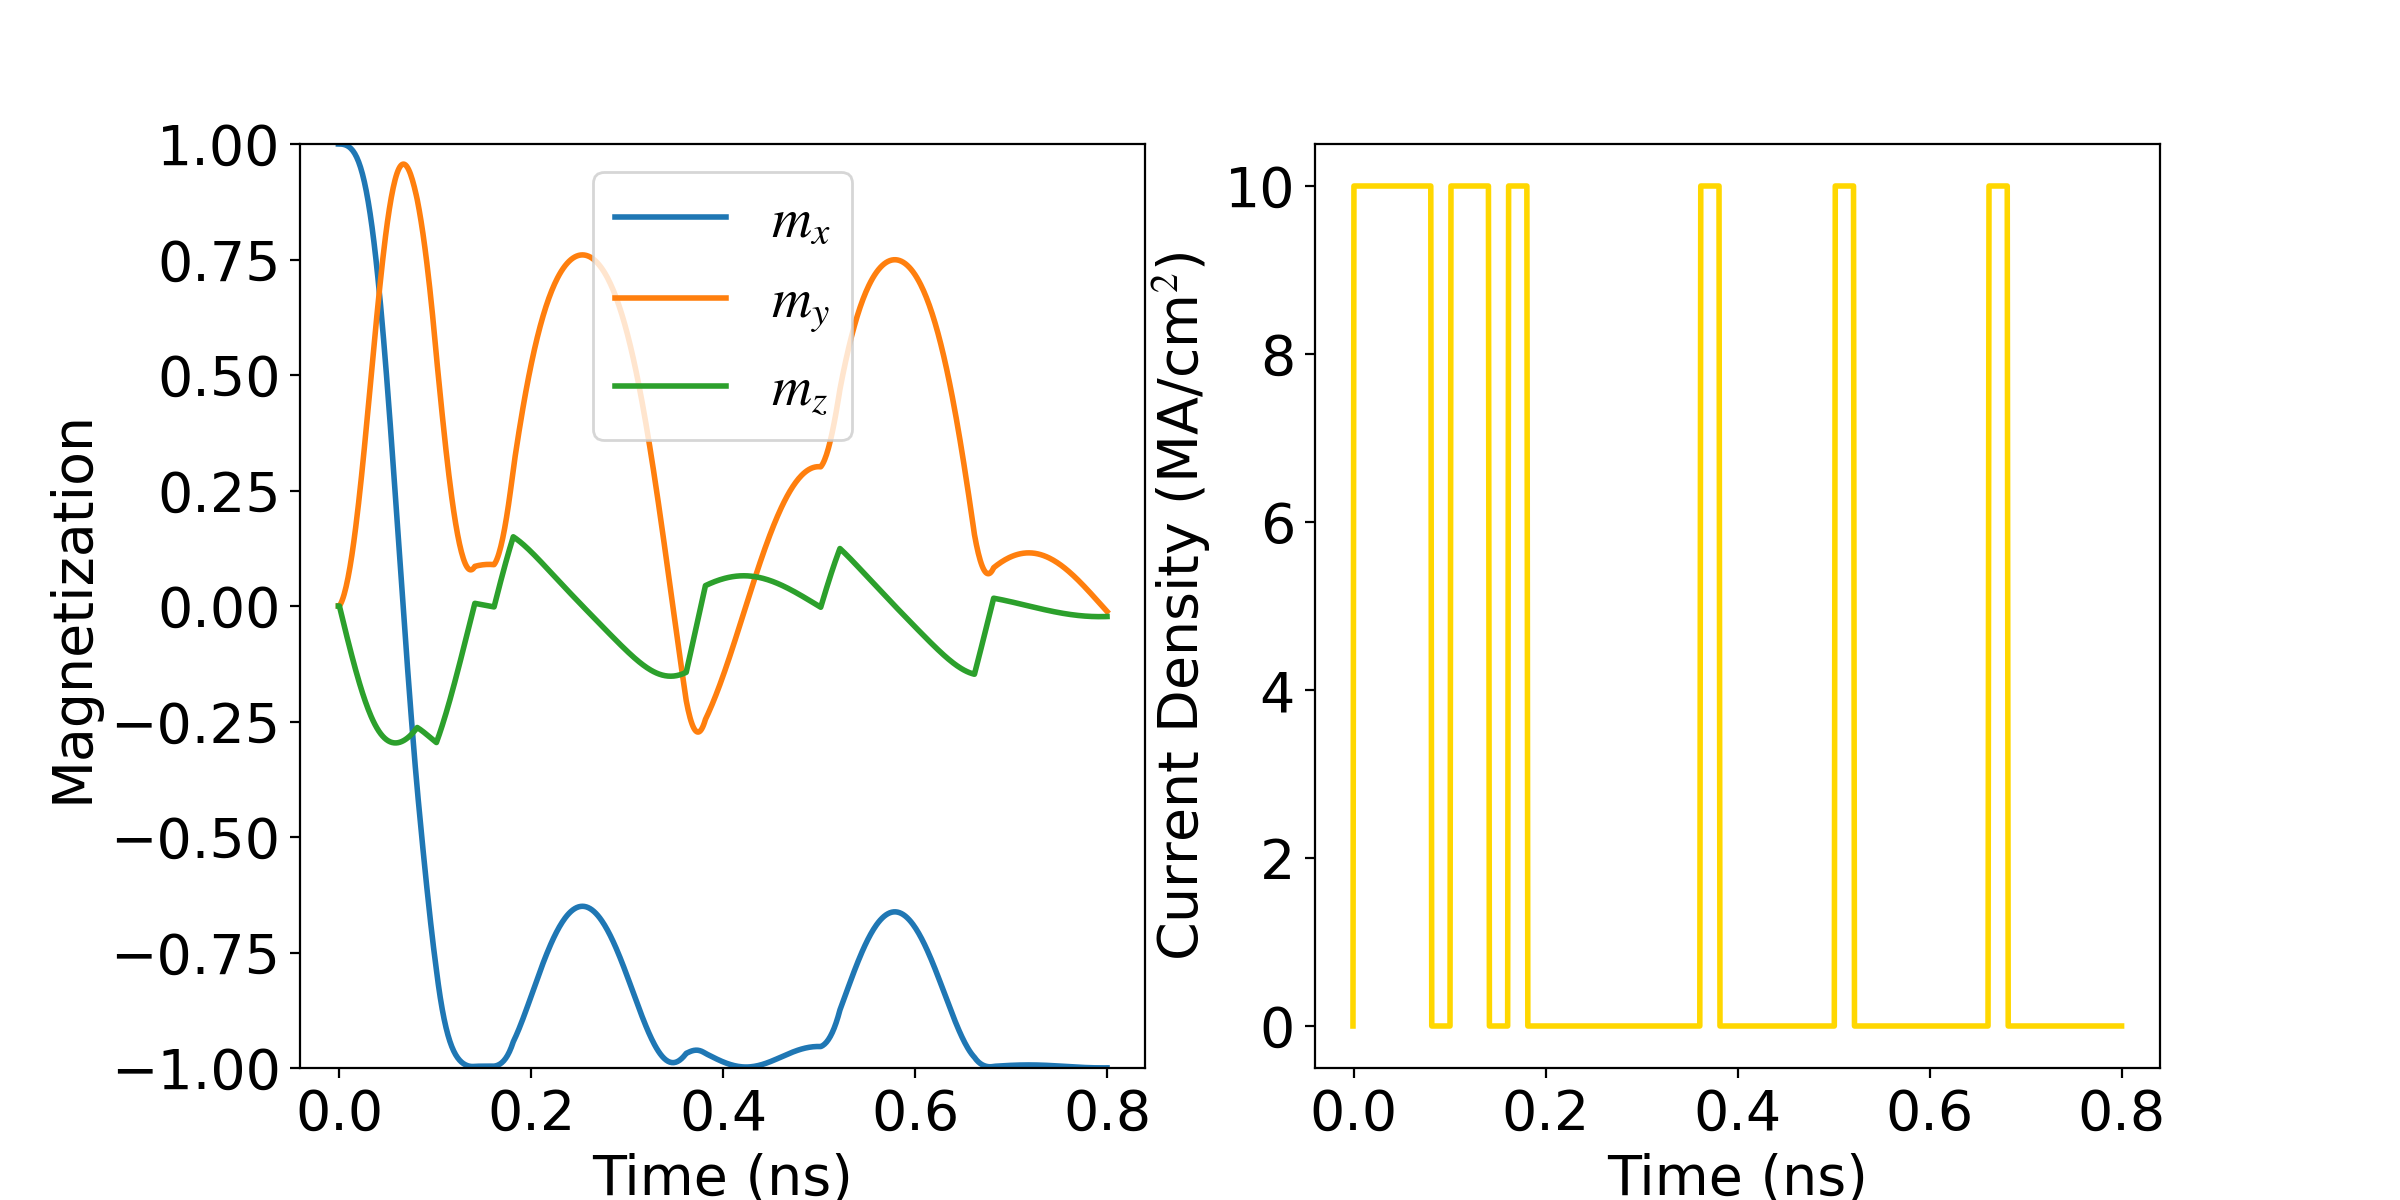 1.00
0.75
0.50
0.25
0.00
−0.25
−0.50
−0.75
−1.00
Magnetization
0.0 0.2 0.4 0.6 0.8
Time (ns)
m_x
m_y
m_z
10
8
6
4
2
0
Current Density (MA/cm²)
0.0 0.2 0.4 0.6 0.8
Time (ns)